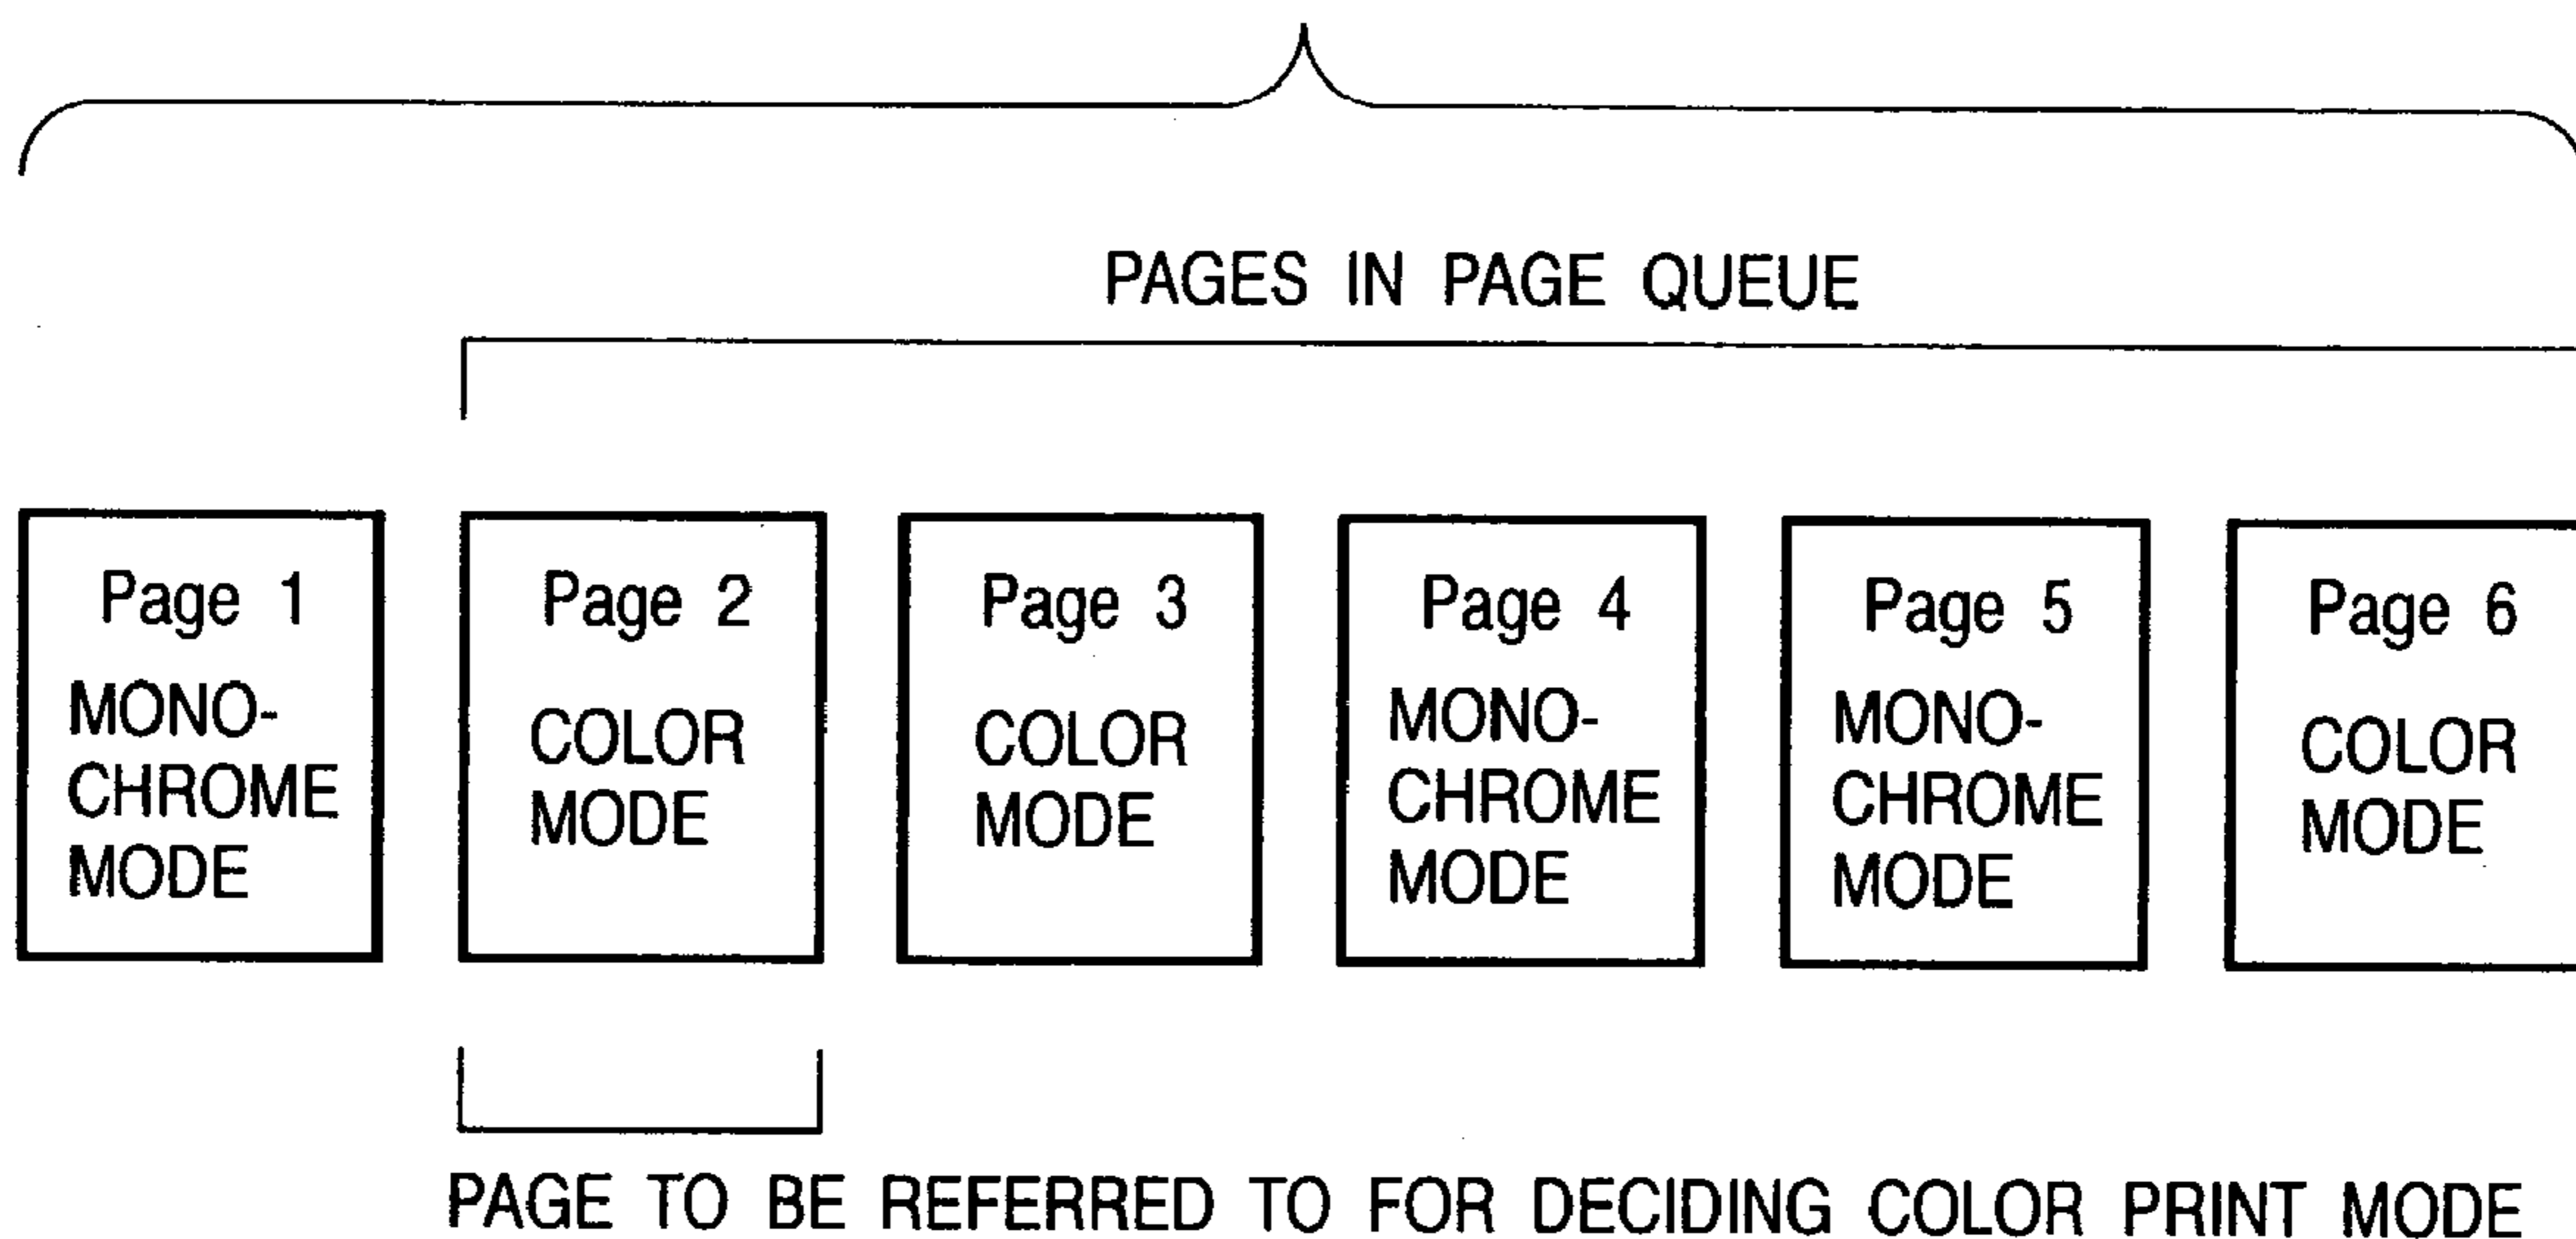 PAGES IN PAGE QUEUE
Page 1
MONO-
CHROME
MODE
Page 2
COLOR
MODE
Page 3
COLOR
MODE
Page 4
MONO-
CHROME
MODE
Page 5
MONO-
CHROME
MODE
Page 6
COLOR
MODE
PAGE TO BE REFERRED TO FOR DECIDING COLOR PRINT MODE